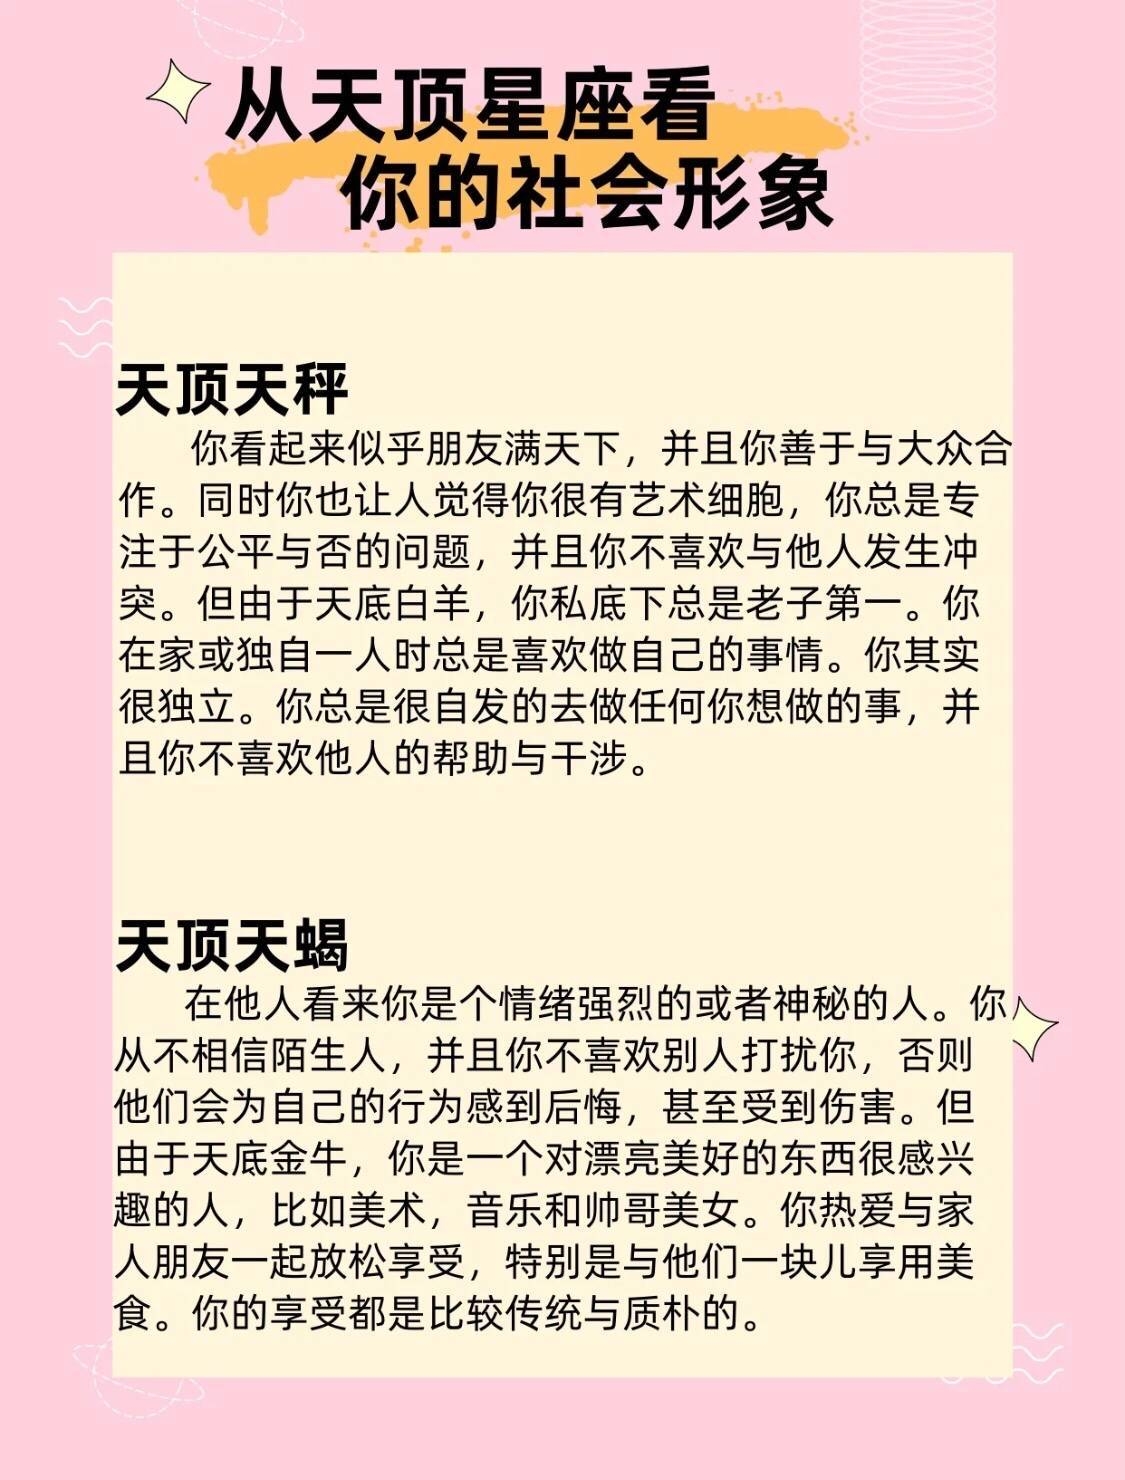 从天顶星座看
你的社会形象
天顶天秤
你看起来似乎朋友满天下，并且你善于与大众合
作。同时你也让人觉得你很有艺术细胞，你总是专
注于公平与否的问题，并且你不喜欢与他人发生冲
突。但由于天底白羊，你私底下总是老子第一。你
在家或独自一人时总是喜欢做自己的事情。你其实
很独立。你总是很自发的去做任何你想做的事，并
且你不喜欢他人的帮助与干涉。
天顶天蝎
在他人看来你是个情绪强烈的或者神秘的人。你
从不相信陌生人，并且你不喜欢别人打扰你，否则
他们会为自己的行为感到后悔，甚至受到伤害。但
由于天底金牛，你是一个对漂亮美好的东西很感兴
趣的人，比如美术，音乐和帅哥美女。你热爱与家
人朋友一起放松享受，特别是与他们一块儿享用美
食。你的享受都是比较传统与质朴的。